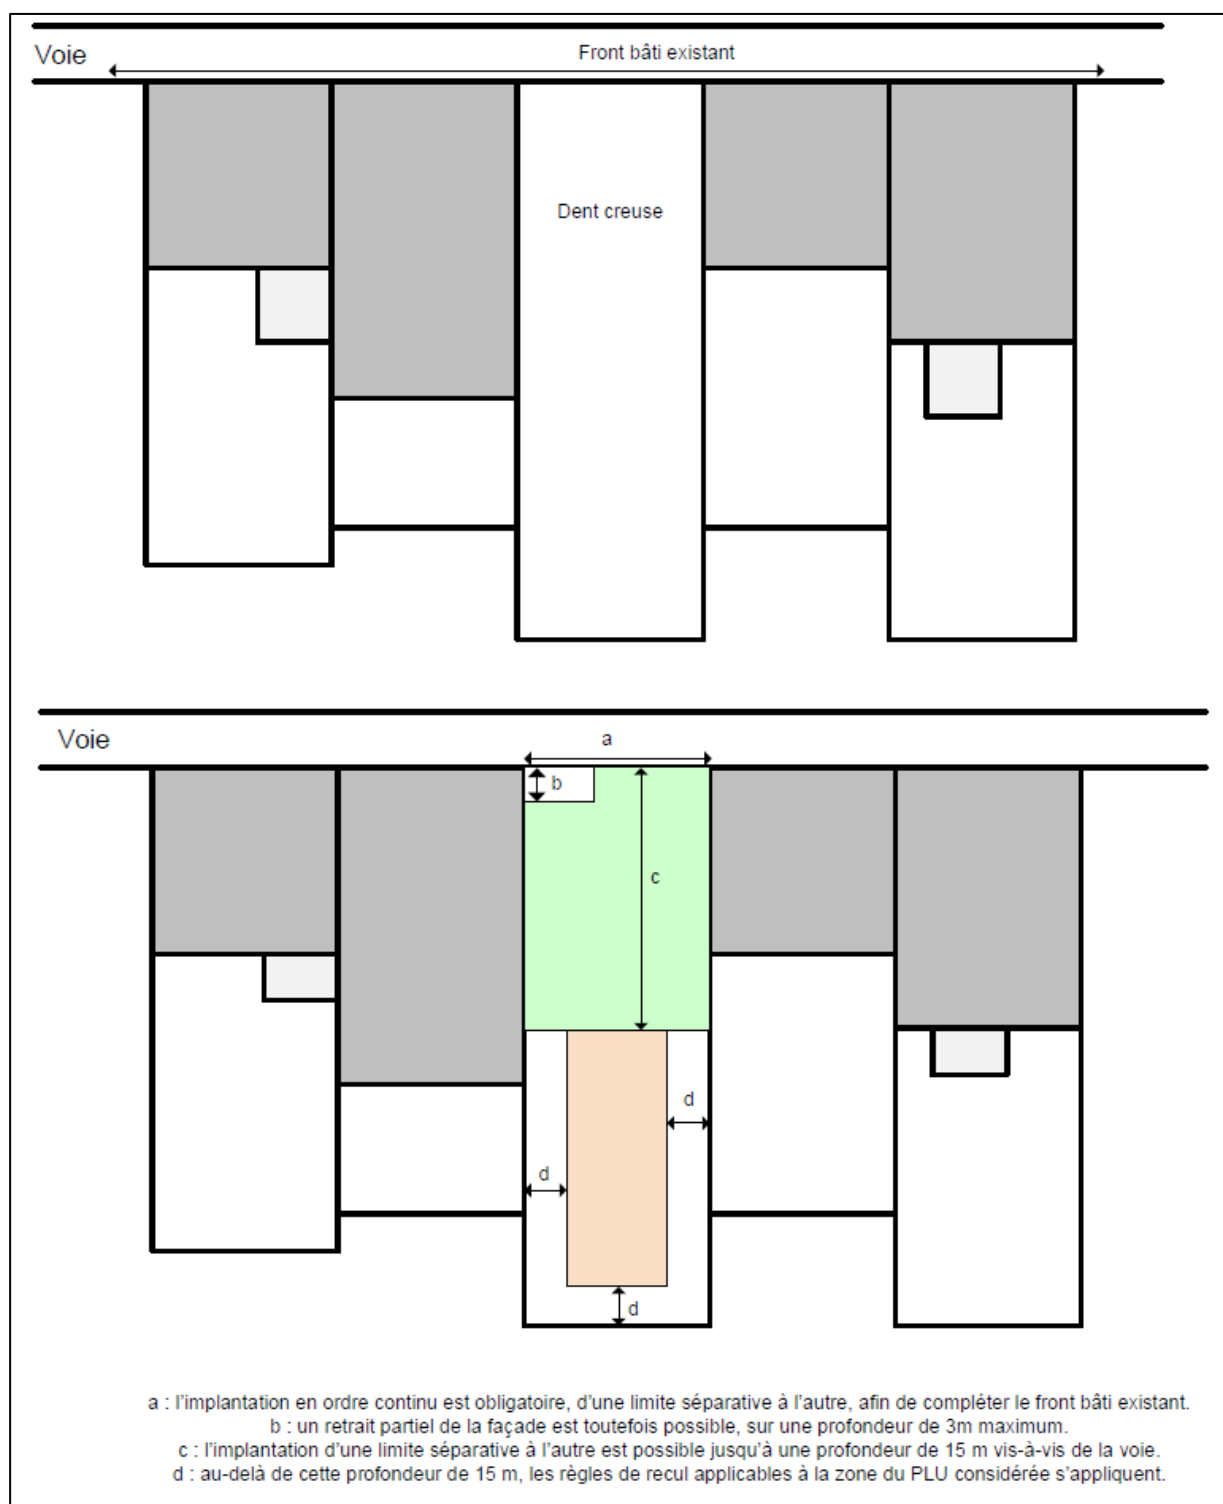 Voie
Front bâti existant
Dent creuse
Voie
a
b
c
d
d
d
a : l'implantation en ordre continu est obligatoire, d'une limite séparative à l'autre, afin de compléter le front bâti existant.
b : un retrait partiel de la façade est toutefois possible, sur une profondeur de 3m maximum.
c : l'implantation d'une limite séparative à l'autre est possible jusqu'à une profondeur de 15 m vis-à-vis de la voie.
d : au-delà de cette profondeur de 15 m, les règles de recul applicables à la zone du PLU considérée s'appliquent.